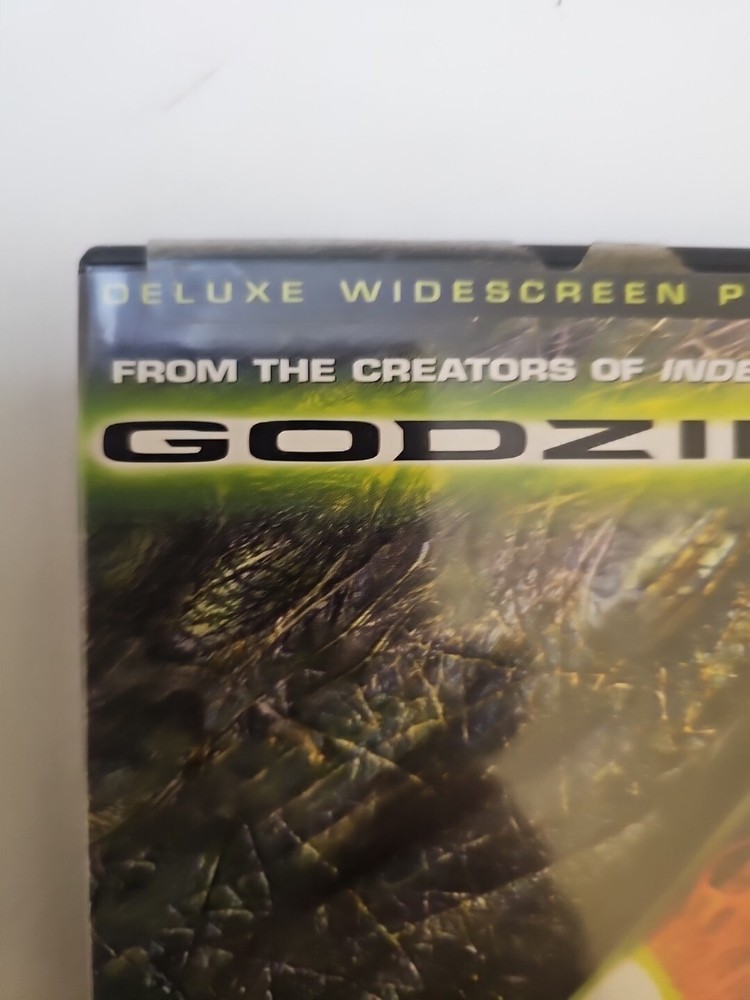 DELUXE WIDESCREEN P
FROM THE CREATORS OF INDE
GODZI